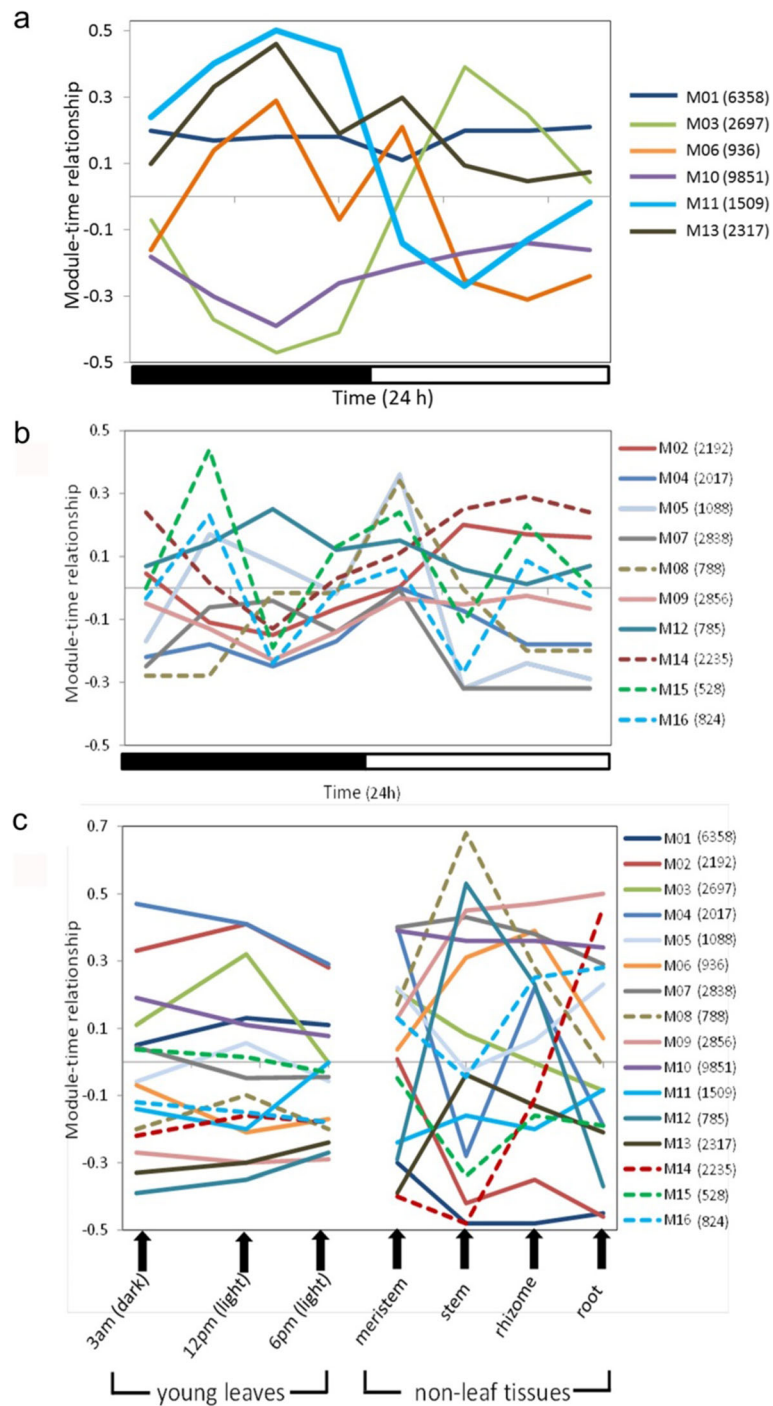 a
Module-time relationship
0.5
0.3
0.1
-0.1
-0.3
-0.5
M01 (6358)
M03 (2697)
M06 (936)
M10 (9851)
M11 (1509)
M13 (2317)
Time (24 h)
b
Module-time relationship
0.5
0.3
0.1
-0.1
-0.3
-0.5
M02 (2192)
M04 (2017)
M05 (1088)
M07 (2838)
M08 (788)
M09 (2856)
M12 (785)
M14 (2235)
M15 (528)
M16 (824)
Time (24h)
c
Module-time relationship
0.7
0.5
0.3
0.1
-0.1
-0.3
-0.5
M01 (6358)
M02 (2192)
M03 (2697)
M04 (2017)
M05 (1088)
M06 (936)
M07 (2838)
M08 (788)
M09 (2856)
M10 (9851)
M11 (1509)
M12 (785)
M13 (2317)
M14 (2235)
M15 (528)
M16 (824)
3am (dark)
12pm (light)
6pm (light)
meristem
stem
rhizome
root
young leaves
non-leaf tissues